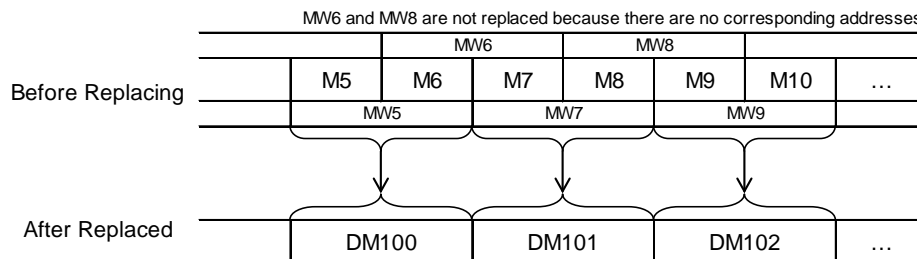 MW6 and MW8 are not replaced because there are no corresponding addresses
MW6 MW8
Before Replacing M5 M6 M7 M8 M9 M10 …
MW5 MW7 MW9
After Replaced DM100 DM101 DM102 …